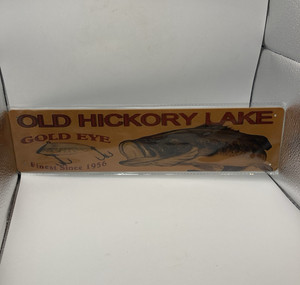 OLD HICKORY LAKE
GOLD EYE
Finest Since 1956